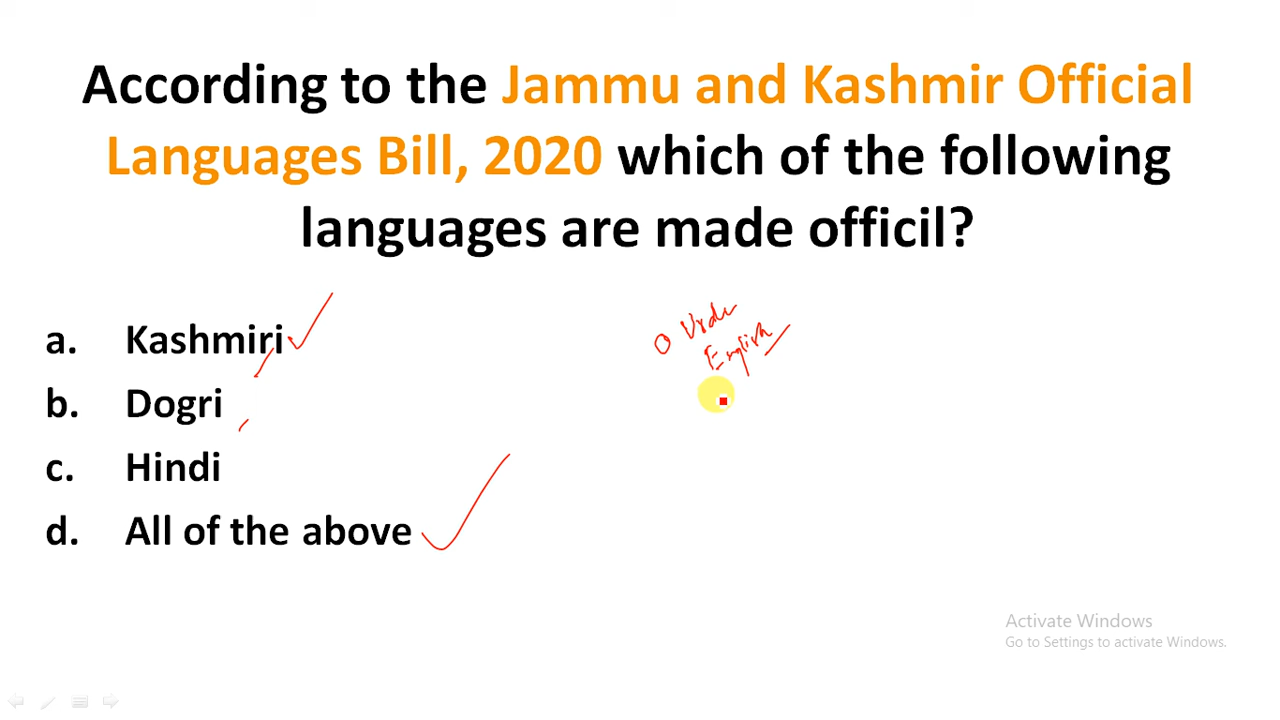 According to the Jammu and Kashmir Official
Languages Bill, 2020 which of the following
languages are made officil?
a. Kashmiri
b. Dogri
c. Hindi
d. All of the above
Urdu
English
Activate Windows
Go to Settings to activate Windows.